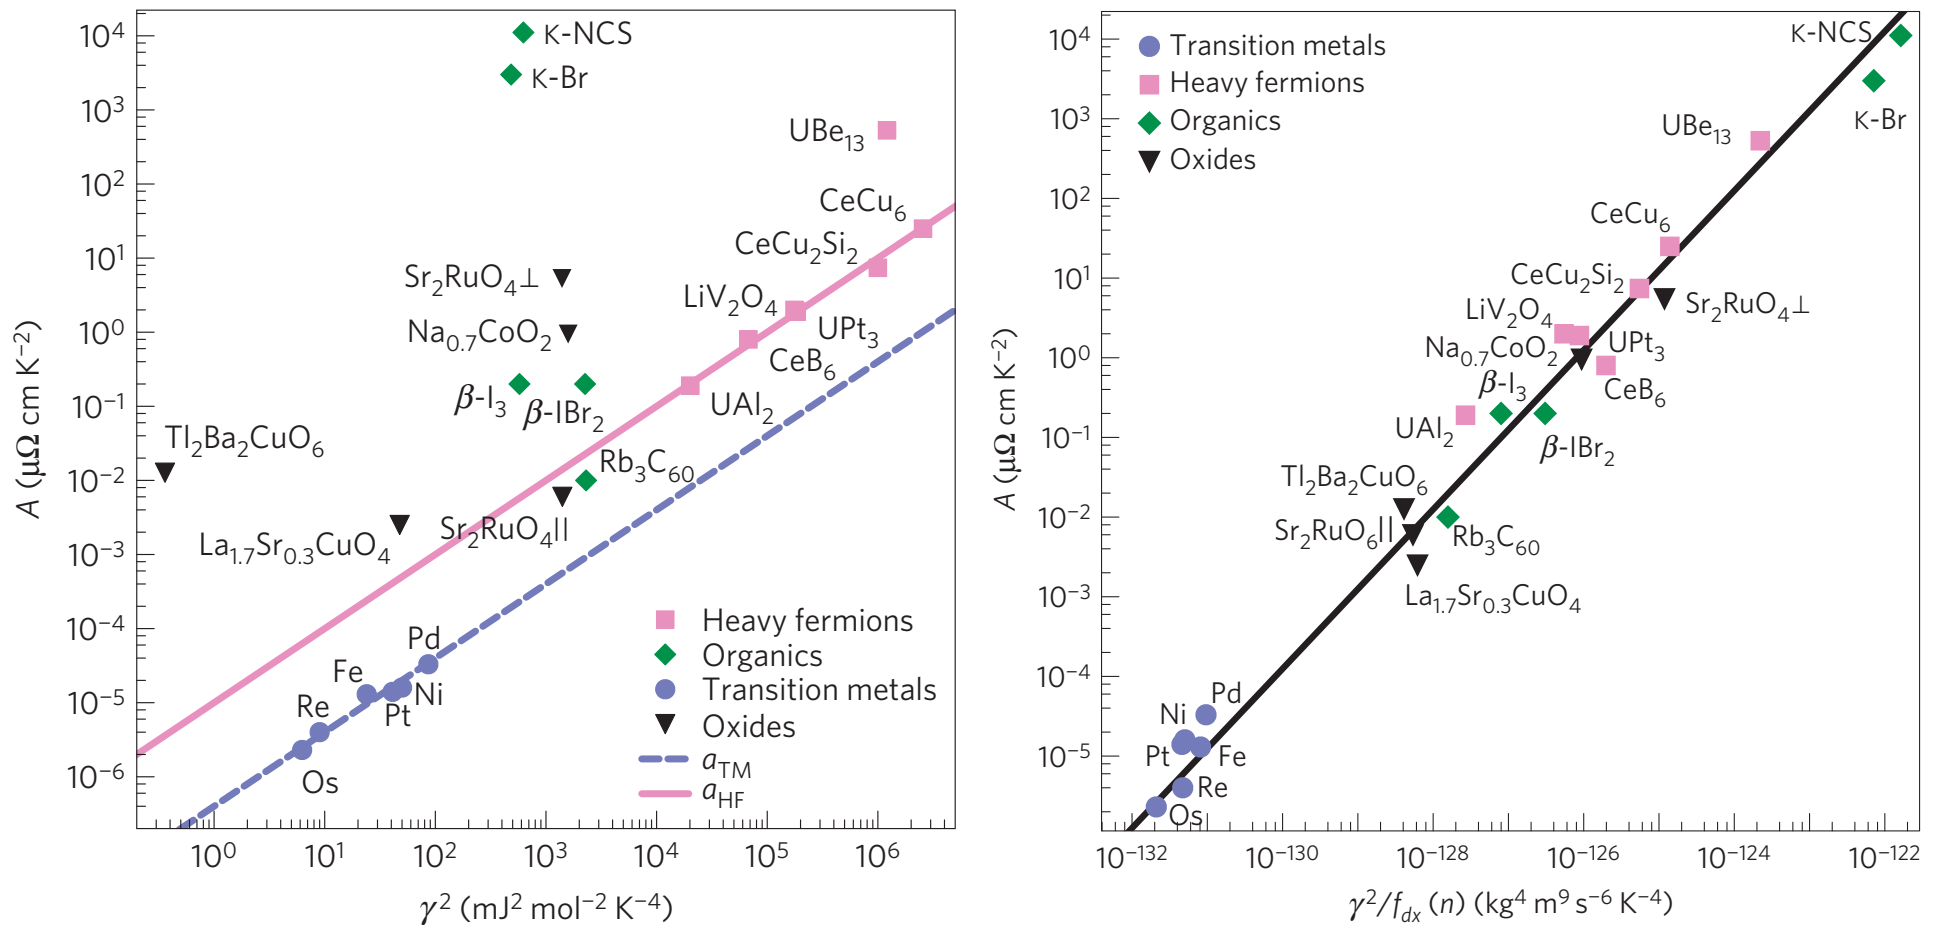 10⁴
10³
10²
10¹
10⁰
10⁻¹
10⁻²
10⁻³
10⁻⁴
10⁻⁵
10⁻⁶
A (μΩ cm K⁻²)
κ-NCS
κ-Br
UBe₁₃
CeCu₆
CeCu₂Si₂
Sr₂RuO₄⊥
LiV₂O₄
Na₀.₇CoO₂
UPt₃
CeB₆
β-I₃
β-IBr₂
UAl₂
Tl₂Ba₂CuO₆
Rb₃C₆₀
Sr₂RuO₄||
La₁.₇Sr₀.₃CuO₄
Pd
Fe
Ni
Pt
Re
Os
Heavy fermions
Organics
Transition metals
Oxides
a_TM
a_HF
10⁰ 10¹ 10² 10³ 10⁴ 10⁵ 10⁶
γ² (mJ² mol⁻² K⁻⁴)
10⁴
10³
10²
10¹
10⁰
10⁻¹
10⁻²
10⁻³
10⁻⁴
10⁻⁵
A (μΩ cm K⁻²)
Transition metals
Heavy fermions
Organics
Oxides
κ-NCS
κ-Br
UBe₁₃
CeCu₆
CeCu₂Si₂
Sr₂RuO₄⊥
LiV₂O₄
Na₀.₇CoO₂
UPt₃
CeB₆
β-I₃
UAl₂
β-IBr₂
Tl₂Ba₂CuO₆
Sr₂RuO₆||
Rb₃C₆₀
La₁.₇Sr₀.₃CuO₄
Pd
Ni
Pt
Fe
Re
Os
10⁻¹³² 10⁻¹³⁰ 10⁻¹²⁸ 10⁻¹²⁶ 10⁻¹²⁴ 10⁻¹²²
γ²/f_dx (n) (kg⁴ m⁹ s⁻⁶ K⁻⁴)